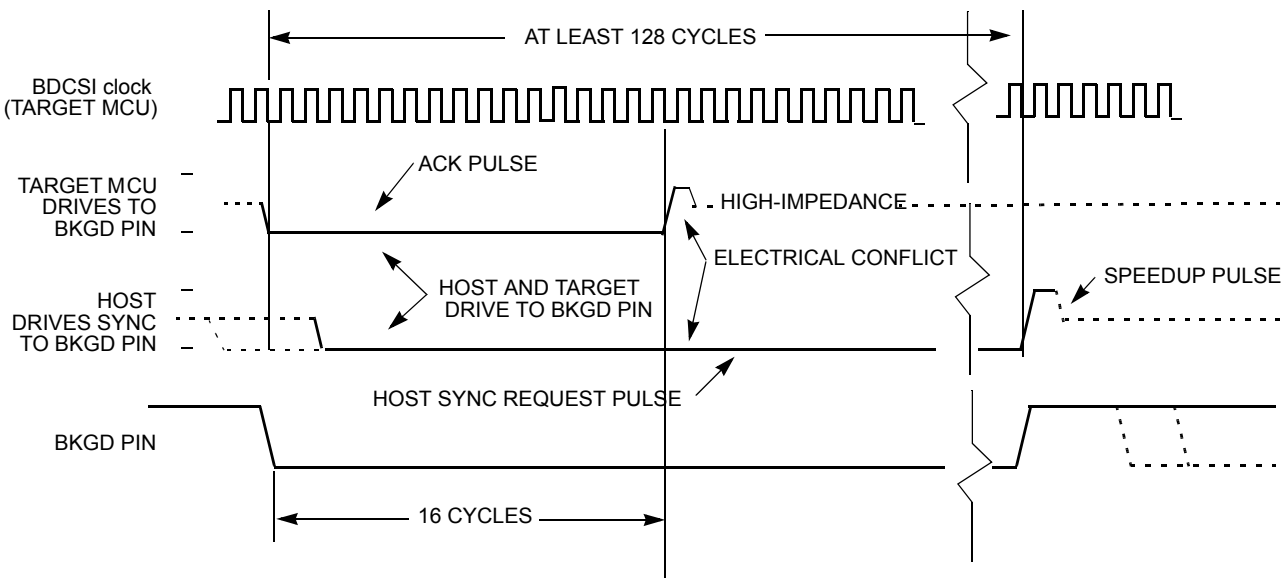 AT LEAST 128 CYCLES
BDCSI clock
(TARGET MCU)
ACK PULSE
TARGET MCU
DRIVES TO
BKGD PIN
HIGH-IMPEDANCE
ELECTRICAL CONFLICT
HOST AND TARGET
DRIVE TO BKGD PIN
SPEEDUP PULSE
HOST
DRIVES SYNC
TO BKGD PIN
HOST SYNC REQUEST PULSE
BKGD PIN
16 CYCLES